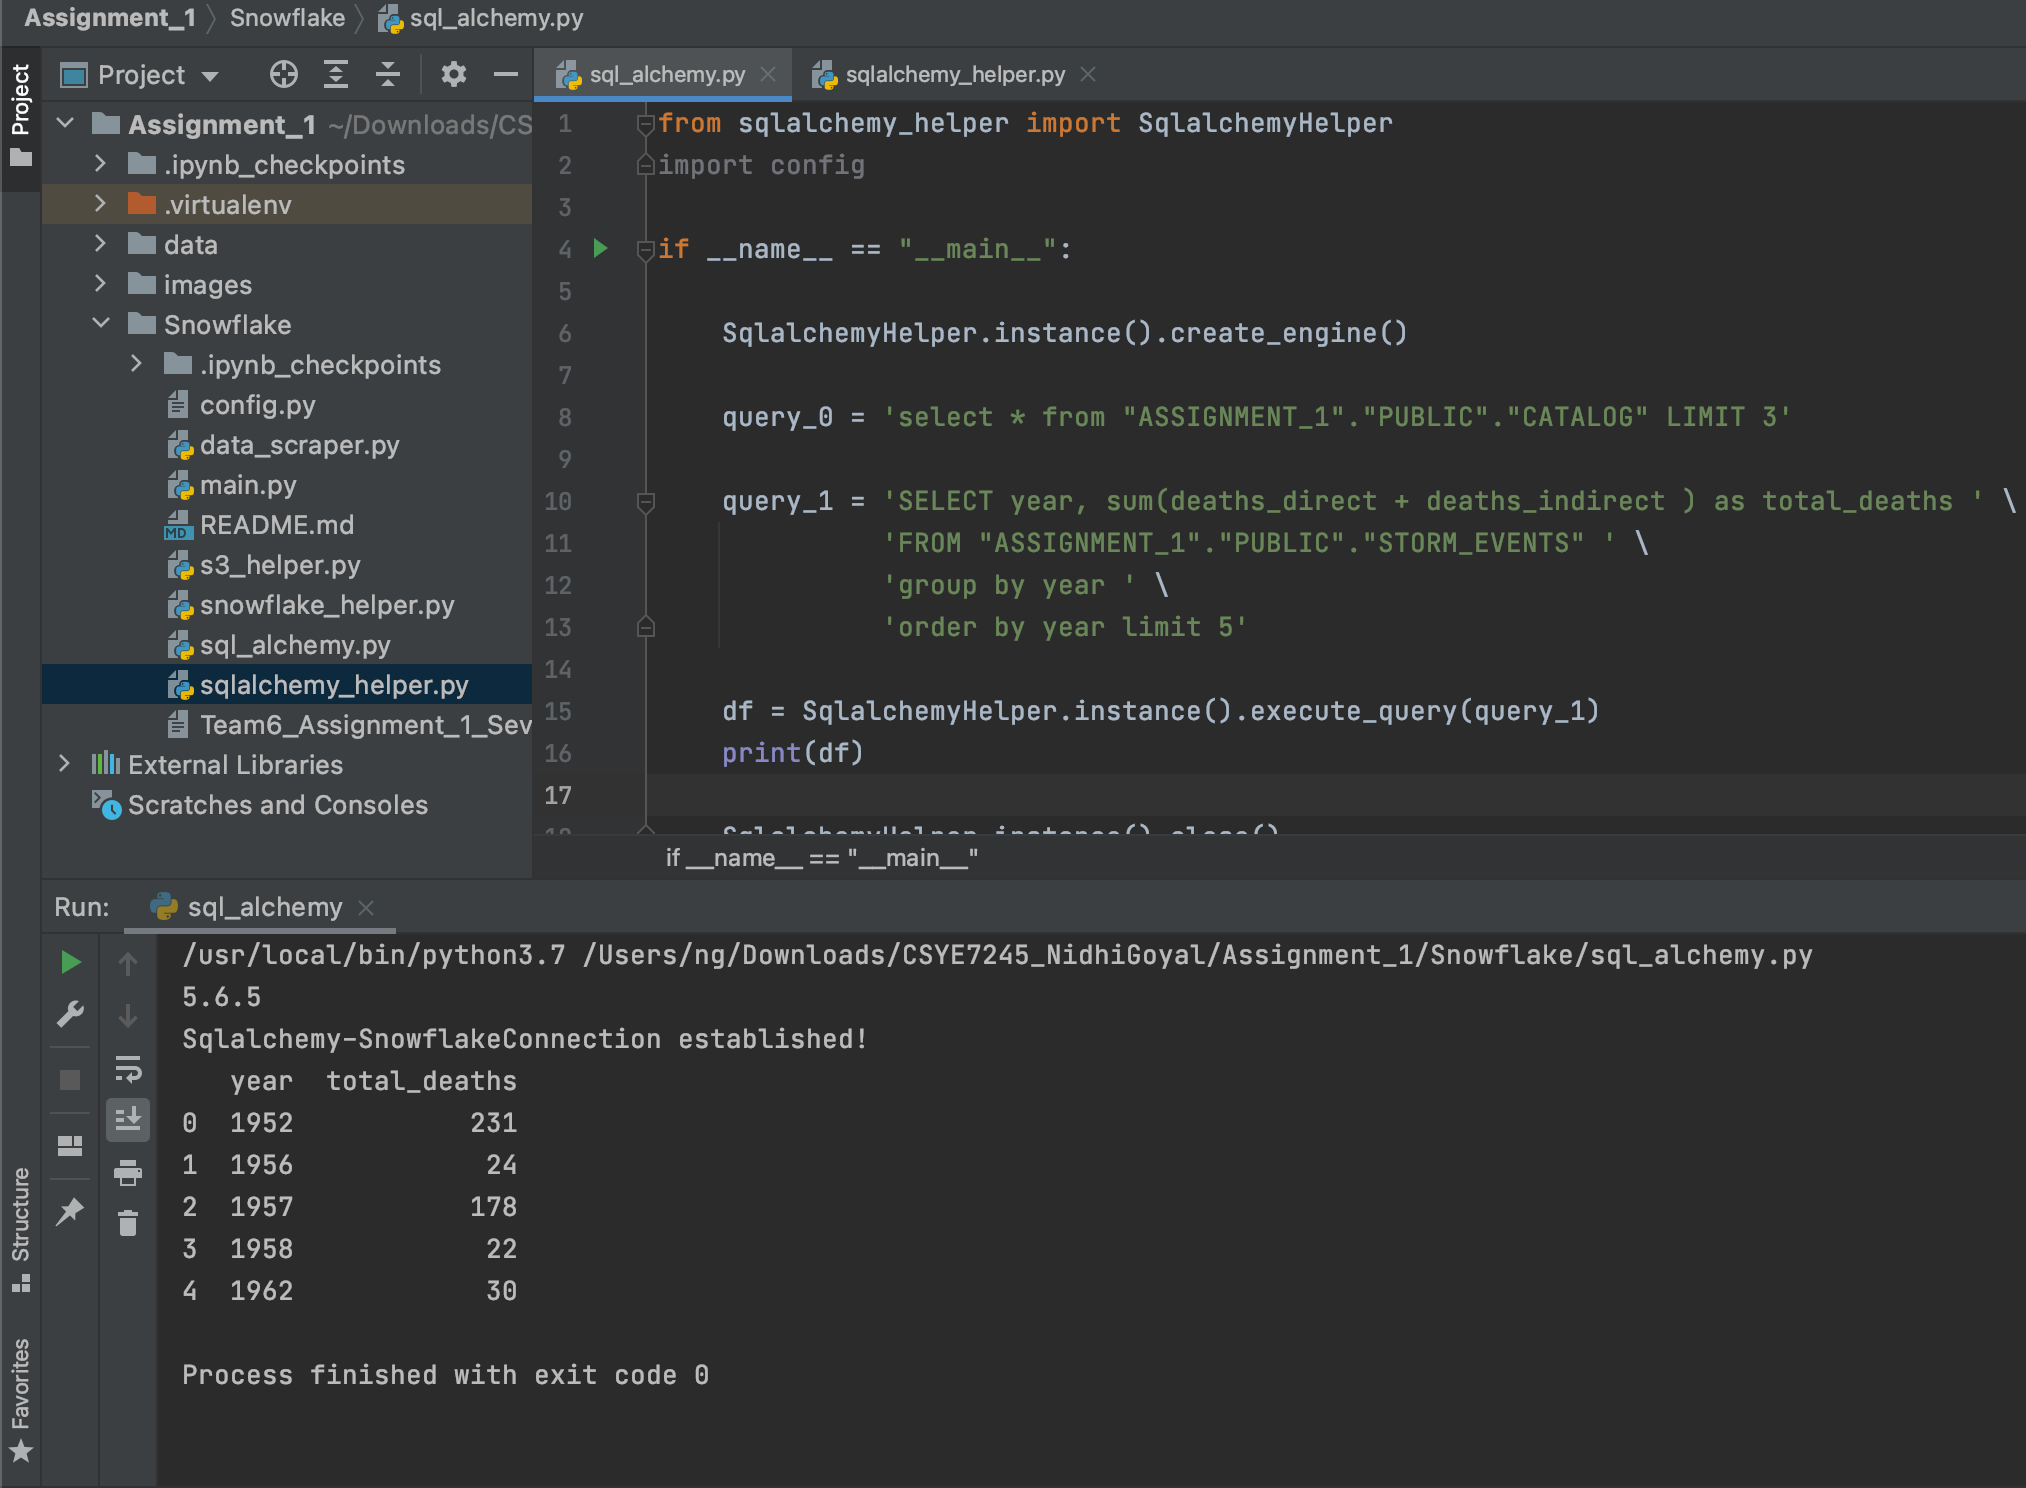 Assignment_1 Snowflake sql_alchemy.py
Project
Project
sql_alchemy.py sqlalchemy_helper.py
Assignment_1 ~/Downloads/CS
.ipynb_checkpoints
.virtualenv
data
images
Snowflake
.ipynb_checkpoints
config.py
data_scraper.py
main.py
README.md
s3_helper.py
snowflake_helper.py
sql_alchemy.py
sqlalchemy_helper.py
Team6_Assignment_1_Sev
External Libraries
Scratches and Consoles
1 from sqlalchemy_helper import SqlalchemyHelper
2 import config
3
4 if __name__ == "__main__":
5
6 SqlalchemyHelper.instance().create_engine()
7
8 query_0 = 'select * from "ASSIGNMENT_1"."PUBLIC"."CATALOG" LIMIT 3'
9
10 query_1 = 'SELECT year, sum(deaths_direct + deaths_indirect ) as total_deaths ' \
11 'FROM "ASSIGNMENT_1"."PUBLIC"."STORM_EVENTS" ' \
12 'group by year ' \
13 'order by year limit 5'
14
15 df = SqlalchemyHelper.instance().execute_query(query_1)
16 print(df)
17
18 SqlalchemyHelper.instance().close()
if __name__ == "__main__"
Run: sql_alchemy
/usr/local/bin/python3.7 /Users/ng/Downloads/CSYE7245_NidhiGoyal/Assignment_1/Snowflake/sql_alchemy.py
5.6.5
Sqlalchemy-SnowflakeConnection established!
year total_deaths
0 1952 231
1 1956 24
2 1957 178
3 1958 22
4 1962 30
Process finished with exit code 0
Structure
Favorites
MD